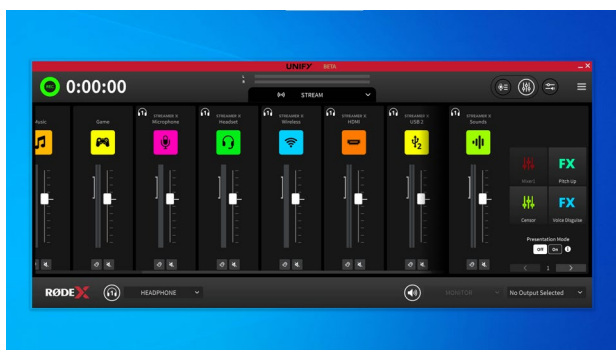 UNIFY BETA
REC 0:00:00
L
R
STREAM
Music
Game
STREAMER X
Microphone
STREAMER X
Headset
STREAMER X
Wireless
STREAMER X
HDMI
STREAMER X
USB 2
STREAMER X
Sounds
2
FX
Pitch Up
FX
Censor
Voice Disguise
Presentation Mode
Off On
1
RØDE X
HEADPHONE
MONITOR
No Output Selected